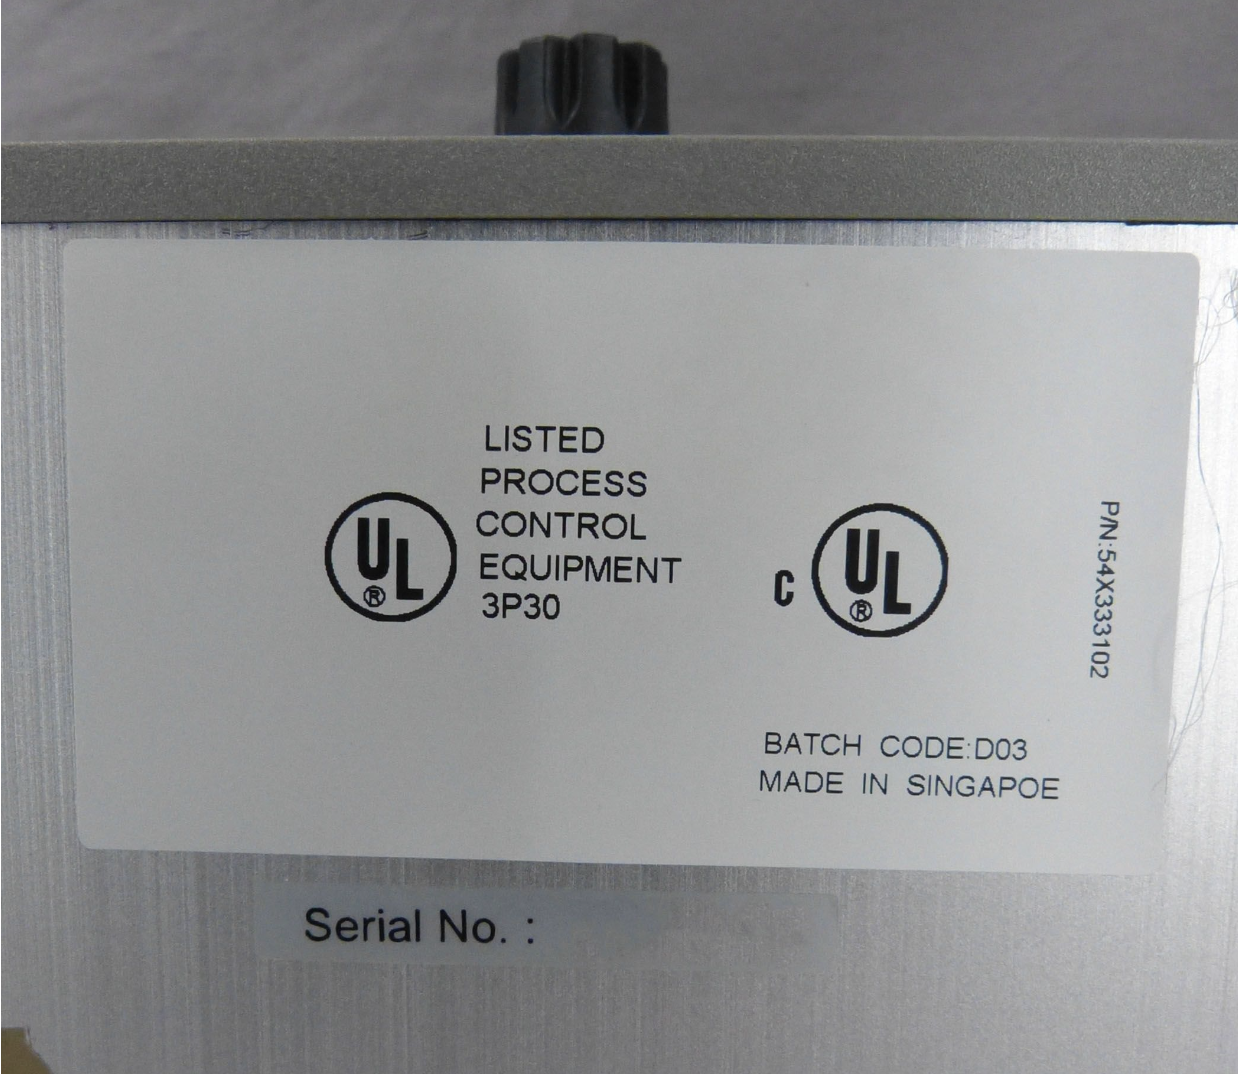 LISTED
PROCESS
CONTROL
EQUIPMENT
3P30
UL ®
C UL ®
P/N:54X333102
BATCH CODE:D03
MADE IN SINGAPOE
Serial No. :